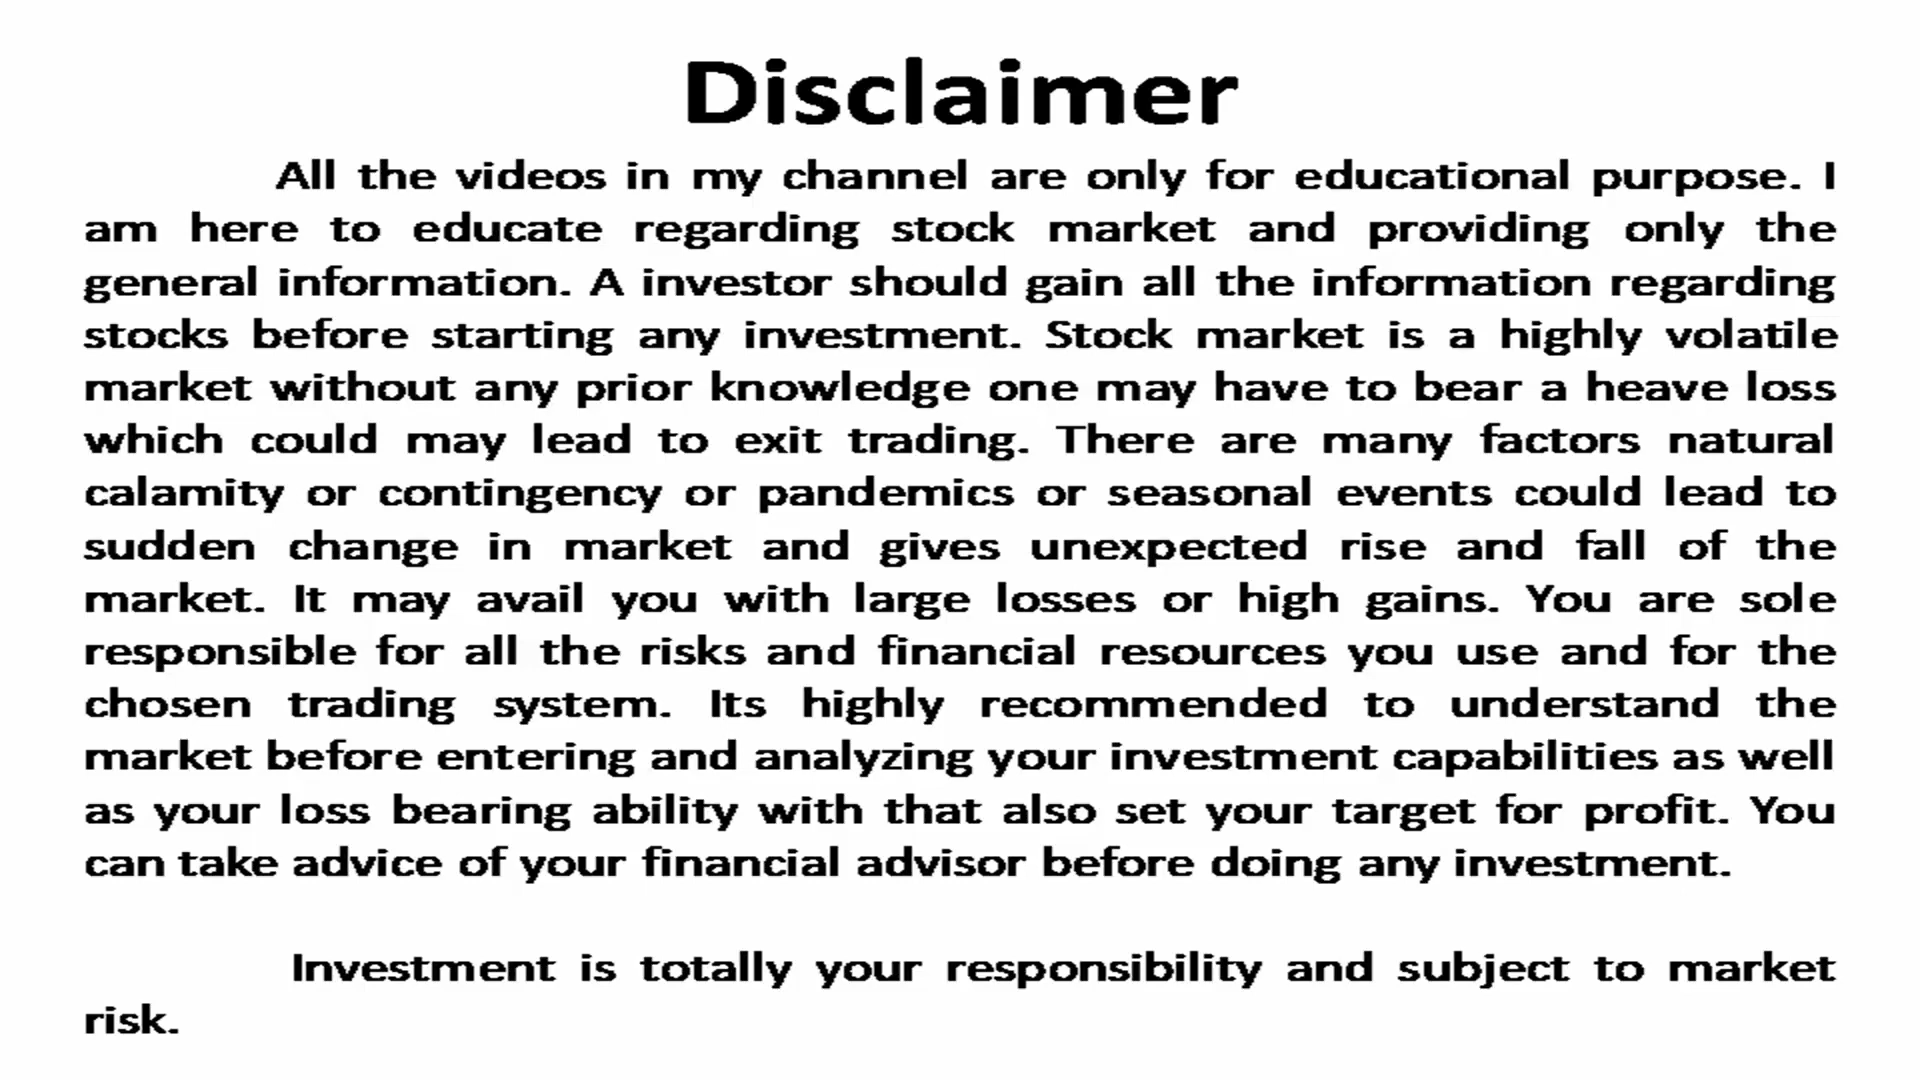 Disclaimer
All the videos in my channel are only for educational purpose. I
am here to educate regarding stock market and providing only the
general information. A investor should gain all the information regarding
stocks before starting any investment. Stock market is a highly volatile
market without any prior knowledge one may have to bear a heave loss
which could may lead to exit trading. There are many factors natural
calamity or contingency or pandemics or seasonal events could lead to
sudden change in market and gives unexpected rise and fall of the
market. It may avail you with large losses or high gains. You are sole
responsible for all the risks and financial resources you use and for the
chosen trading system. Its highly recommended to understand the
market before entering and analyzing your investment capabilities as well
as your loss bearing ability with that also set your target for profit. You
can take advice of your financial advisor before doing any investment.
Investment is totally your responsibility and subject to market
risk.